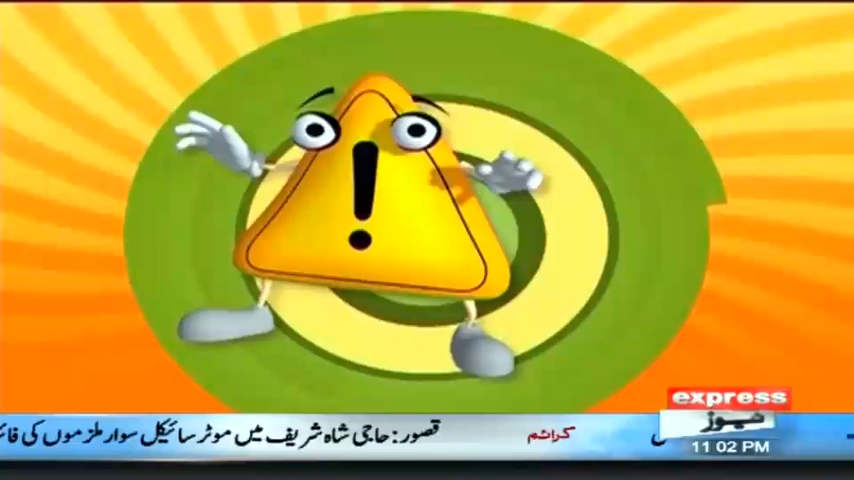 !
express
نیوز
قصور: حاجی شاہ شریف میں موٹر سائیکل سوار ملزموں کی
کرائم
11:02 PM